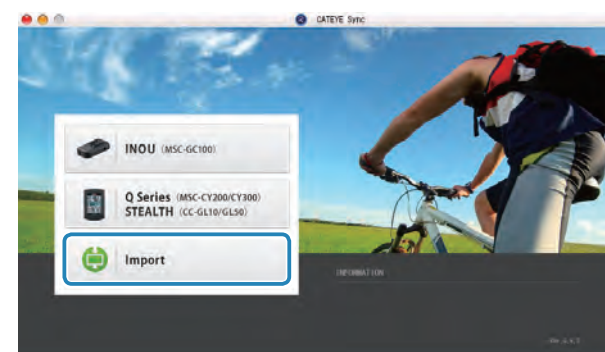 CATEYE Sync
INOU (MSC-GC100)
Q Series (MSC-CY200/CY300)
STEALTH (CC-GL10/GL50)
Import
INFORMATION